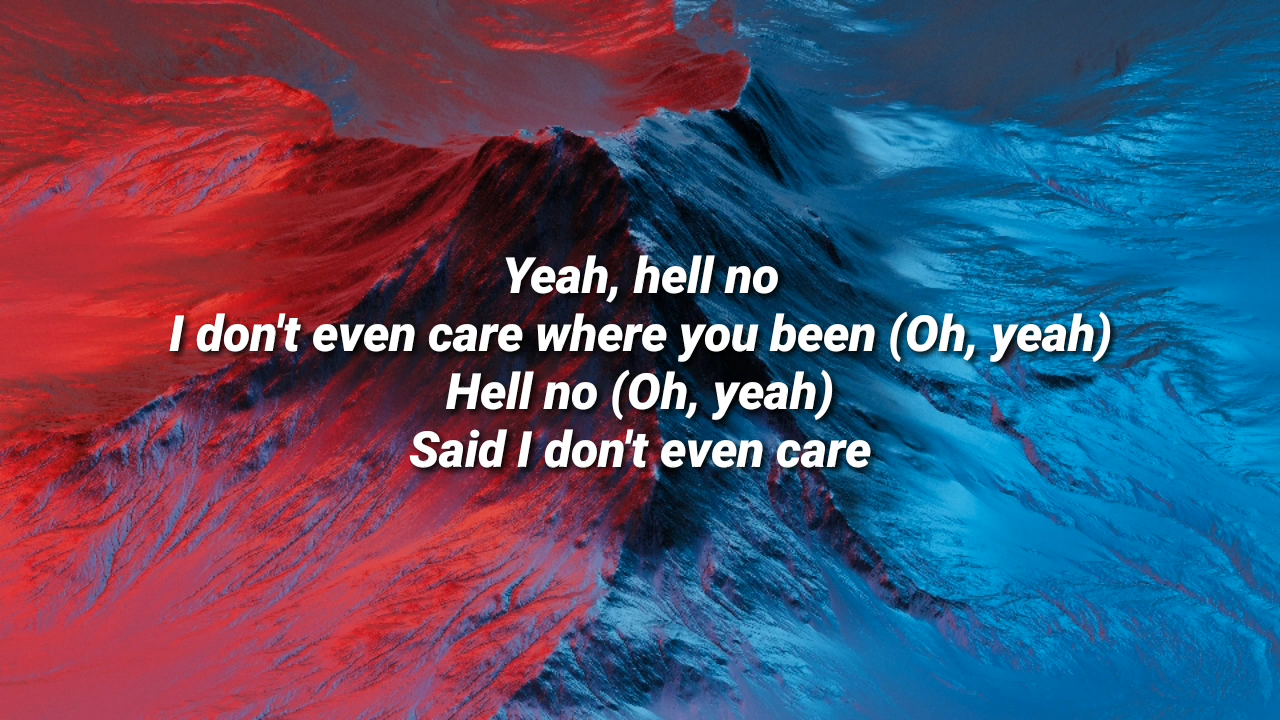 Yeah, hell no
I don't even care where you been (Oh, yeah)
Hell no (Oh, yeah)
Said I don't even care